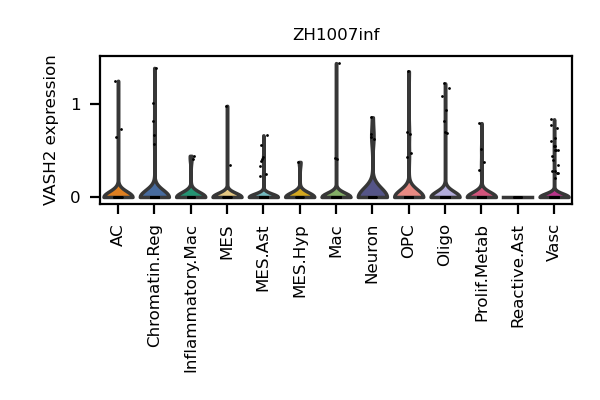 ZH1007inf
VASH2 expression
1
0
AC
Chromatin.Reg
Inflammatory.Mac
MES
MES.Ast
MES.Hyp
Mac
Neuron
OPC
Oligo
Prolif.Metab
Reactive.Ast
Vasc